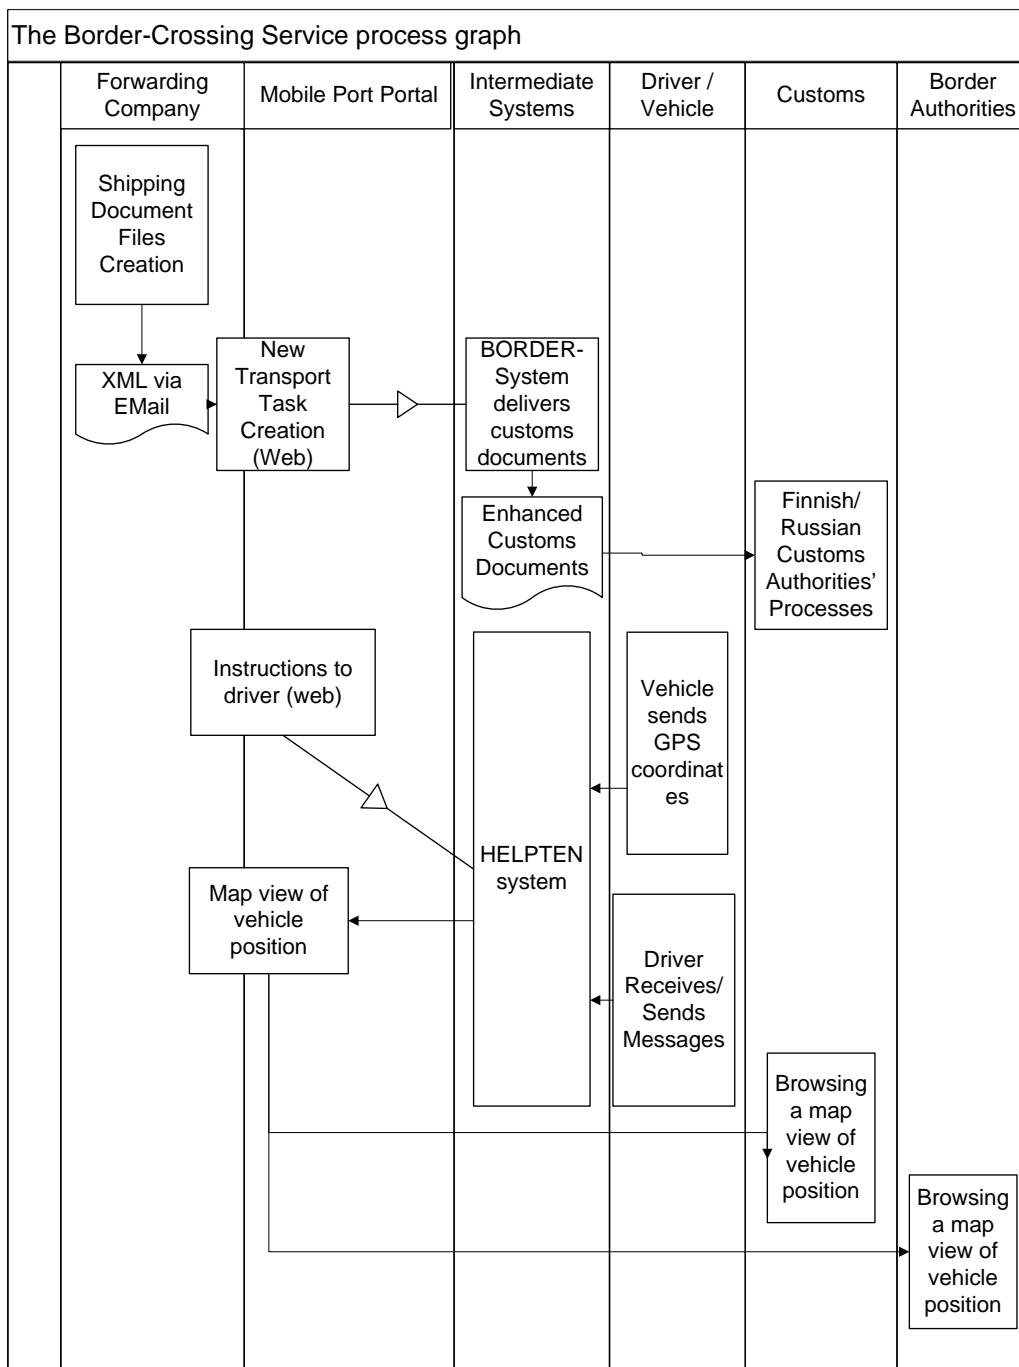 The Border-Crossing Service process graph
Forwarding
Company
Mobile Port Portal
Intermediate
Systems
Driver /
Vehicle
Customs
Border
Authorities
Shipping
Document
Files
Creation
XML via
EMail
New
Transport
Task
Creation
(Web)
BORDER-
System
delivers
customs
documents
Enhanced
Customs
Documents
Finnish/
Russian
Customs
Authorities'
Processes
Instructions to
driver (web)
Vehicle
sends
GPS
coordinat
es
HELPTEN
system
Map view of
vehicle
position
Driver
Receives/
Sends
Messages
Browsing
a map
view of
vehicle
position
Browsing
a map
view of
vehicle
position